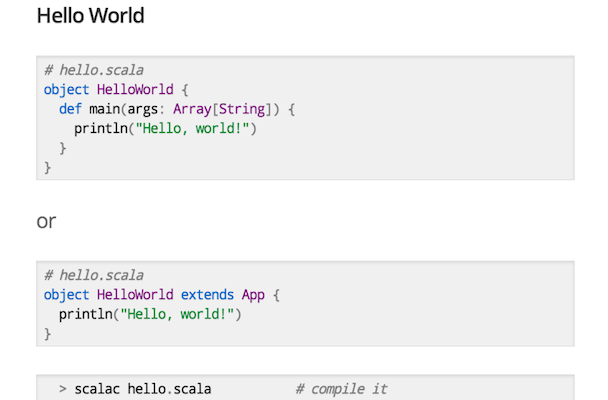 Hello World
# hello.scala
object HelloWorld {
  def main(args: Array[String]) {
    println("Hello, world!")
  }
}
or
# hello.scala
object HelloWorld extends App {
  println("Hello, world!")
}
> scalac hello.scala # compile it